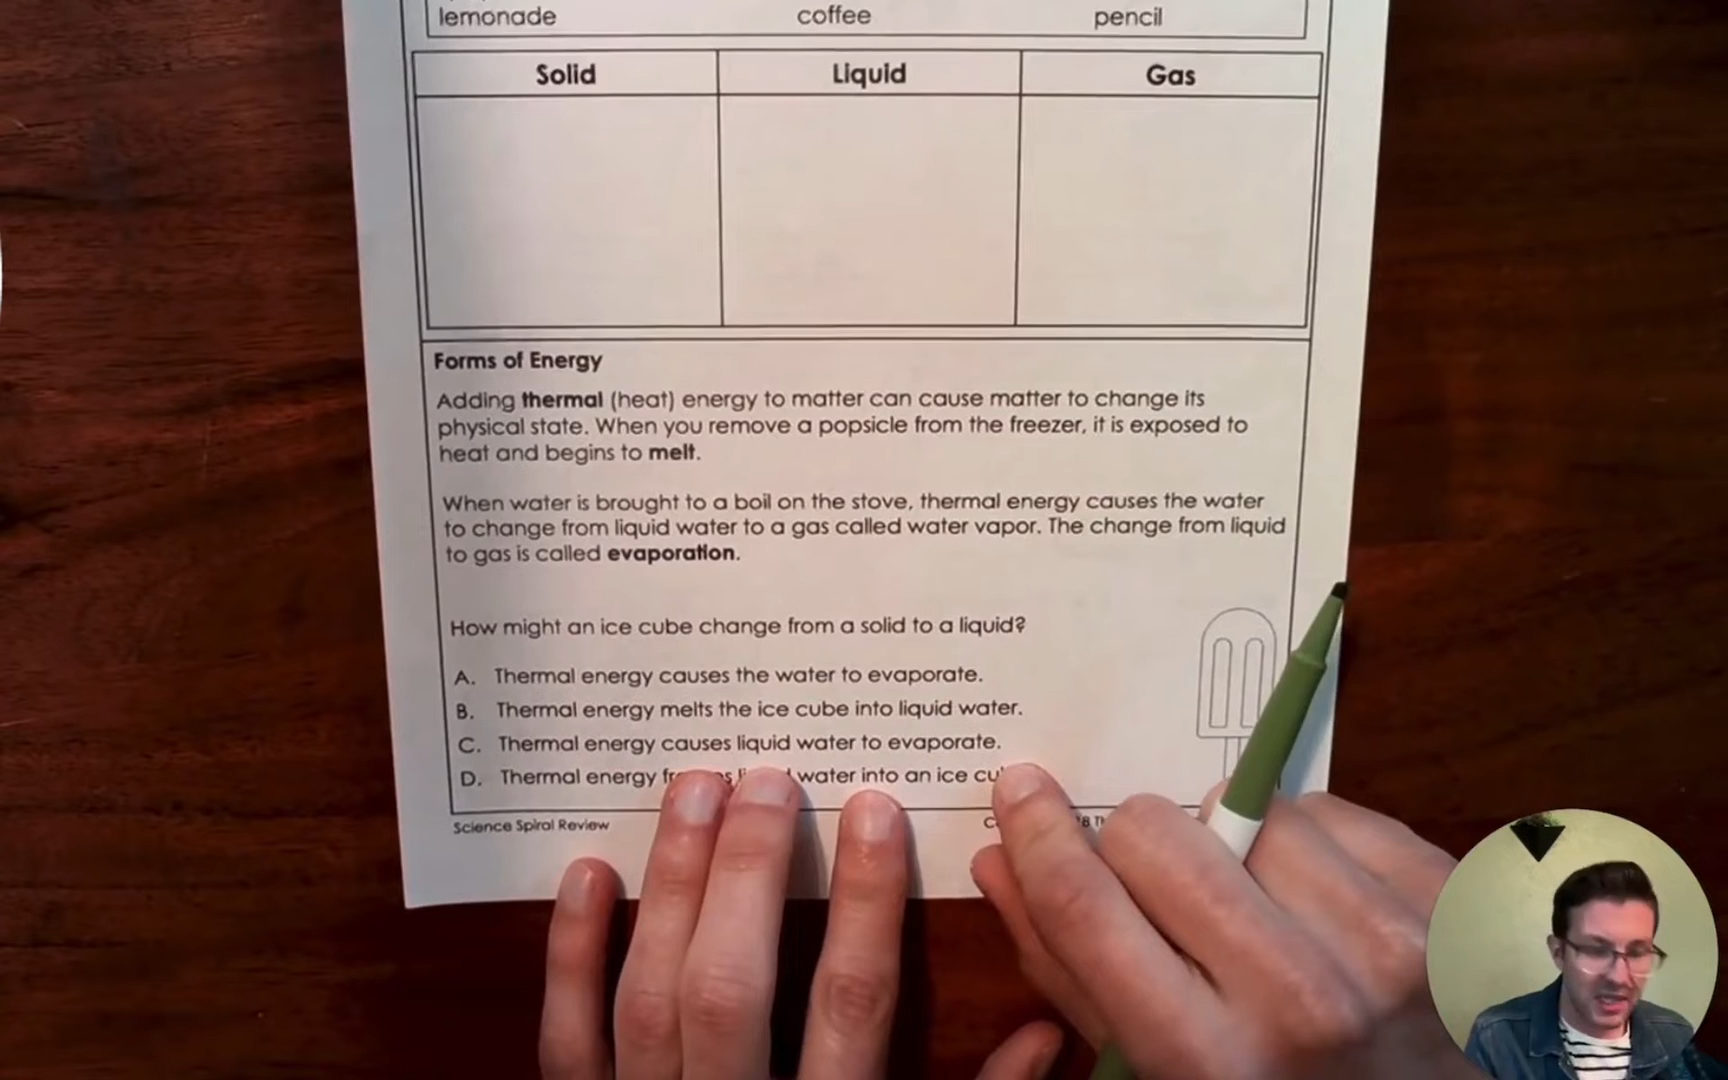 lemonade coffee pencil
Solid Liquid Gas
Forms of Energy
Adding thermal (heat) energy to matter can cause matter to change its
physical state. When you remove a popsicle from the freezer, it is exposed to
heat and begins to melt.
When water is brought to a boil on the stove, thermal energy causes the water
to change from liquid water to a gas called water vapor. The change from liquid
to gas is called evaporation.
How might an ice cube change from a solid to a liquid?
A. Thermal energy causes the water to evaporate.
B. Thermal energy melts the ice cube into liquid water.
C. Thermal energy causes liquid water to evaporate.
D. Thermal energy water into an ice
Science Spiral Review